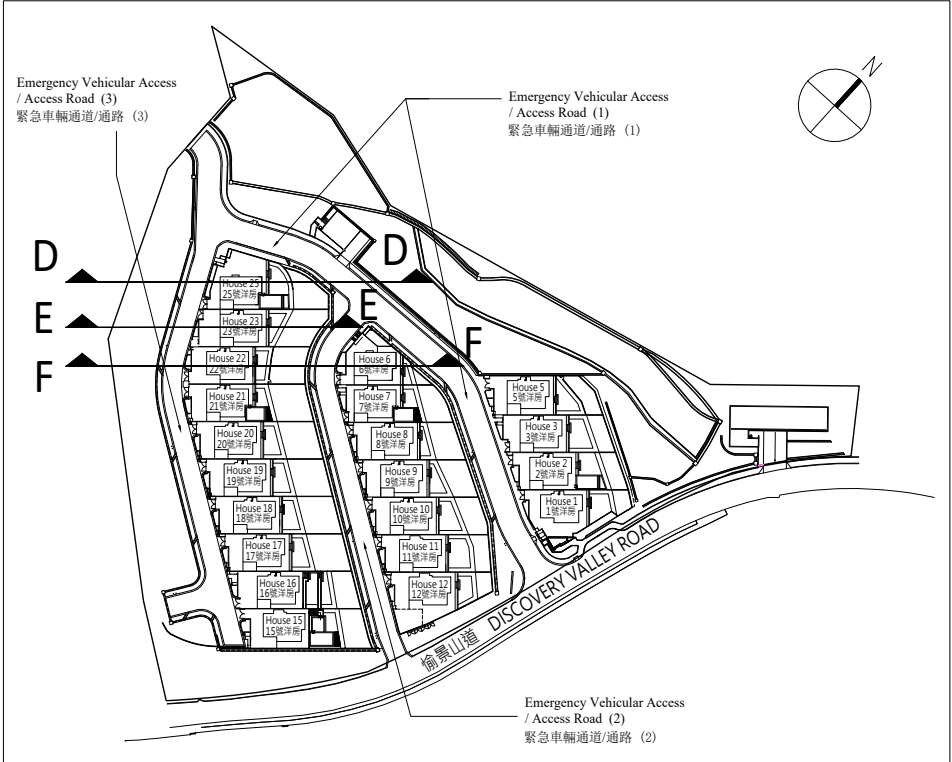 Emergency Vehicular Access
/ Access Road (3)
緊急車輛通道/通路 (3)
Emergency Vehicular Access
/ Access Road (1)
緊急車輛通道/通路 (1)
N
D
D
E
E
F
F
House 25
25號洋房
House 23
23號洋房
House 22
22號洋房
House 21
21號洋房
House 20
20號洋房
House 19
19號洋房
House 18
18號洋房
House 17
17號洋房
House 16
16號洋房
House 15
15號洋房
House 6
6號洋房
House 7
7號洋房
House 8
8號洋房
House 9
9號洋房
House 10
10號洋房
House 11
11號洋房
House 12
12號洋房
House 5
5號洋房
House 3
3號洋房
House 2
2號洋房
House 1
1號洋房
愉景山道 DISCOVERY VALLEY ROAD
Emergency Vehicular Access
/ Access Road (2)
緊急車輛通道/通路 (2)